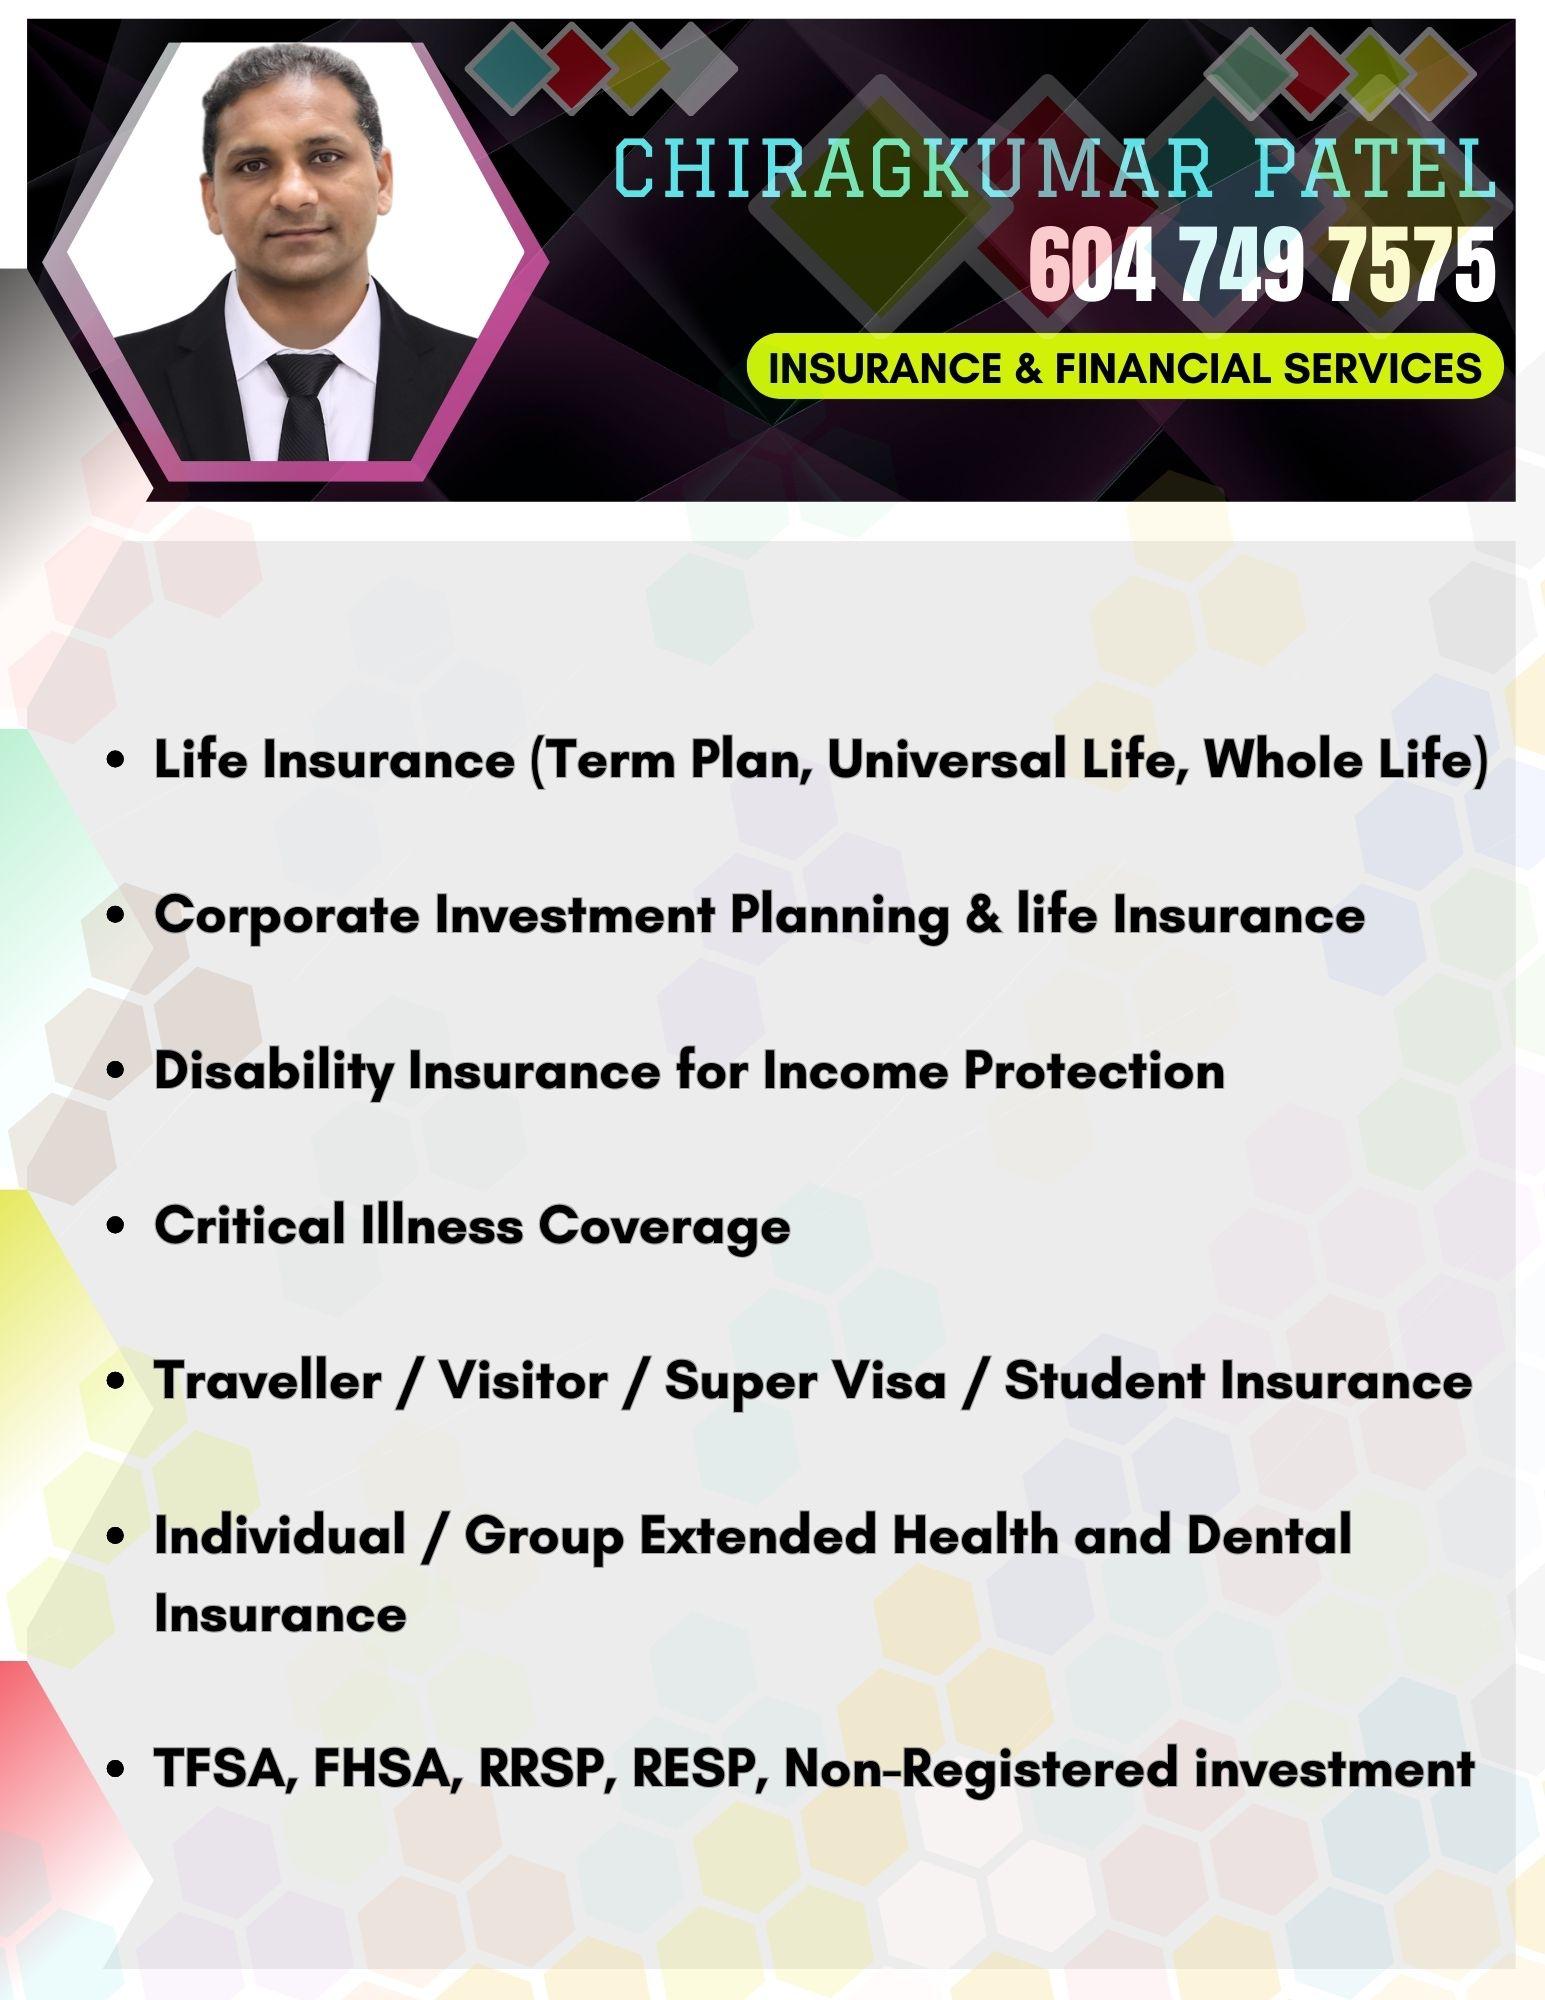 CHIRAGKUMAR PATEL
604 749 7575
INSURANCE & FINANCIAL SERVICES
• Life Insurance (Term Plan, Universal Life, Whole Life)
• Corporate Investment Planning & life Insurance
• Disability Insurance for Income Protection
• Critical Illness Coverage
• Traveller / Visitor / Super Visa / Student Insurance
• Individual / Group Extended Health and Dental
Insurance
• TFSA, FHSA, RRSP, RESP, Non-Registered investment